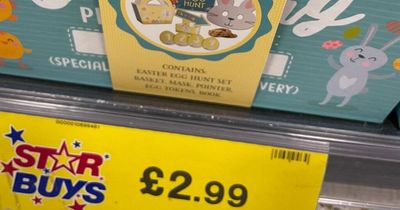 HUNT
CONTAINS:
EASTER EGG HUNT SET
BASKET, MASK, POINTER,
EGG TOKENS, BOOK
(SPECIAL
VERY)
STAR
BUYS
£2.99